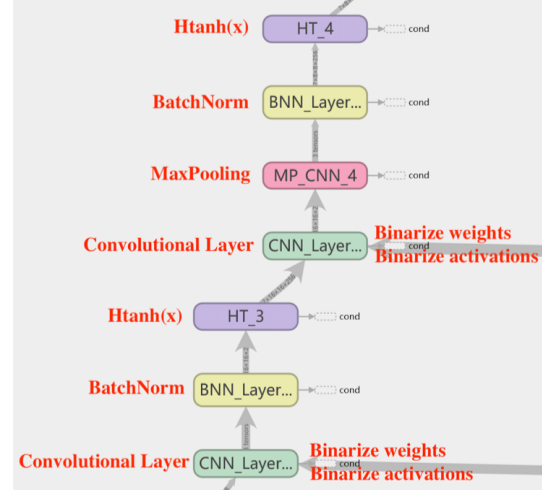 Htanh(x) HT_4 cond
BatchNorm BNN_Layer... cond
MaxPooling MP_CNN_4 cond
Binarize weights
Convolutional Layer CNN_Layer... cond
Binarize activations
Htanh(x) HT_3 cond
BatchNorm BNN_Layer... cond
Binarize weights
Convolutional Layer CNN_Layer... cond
Binarize activations